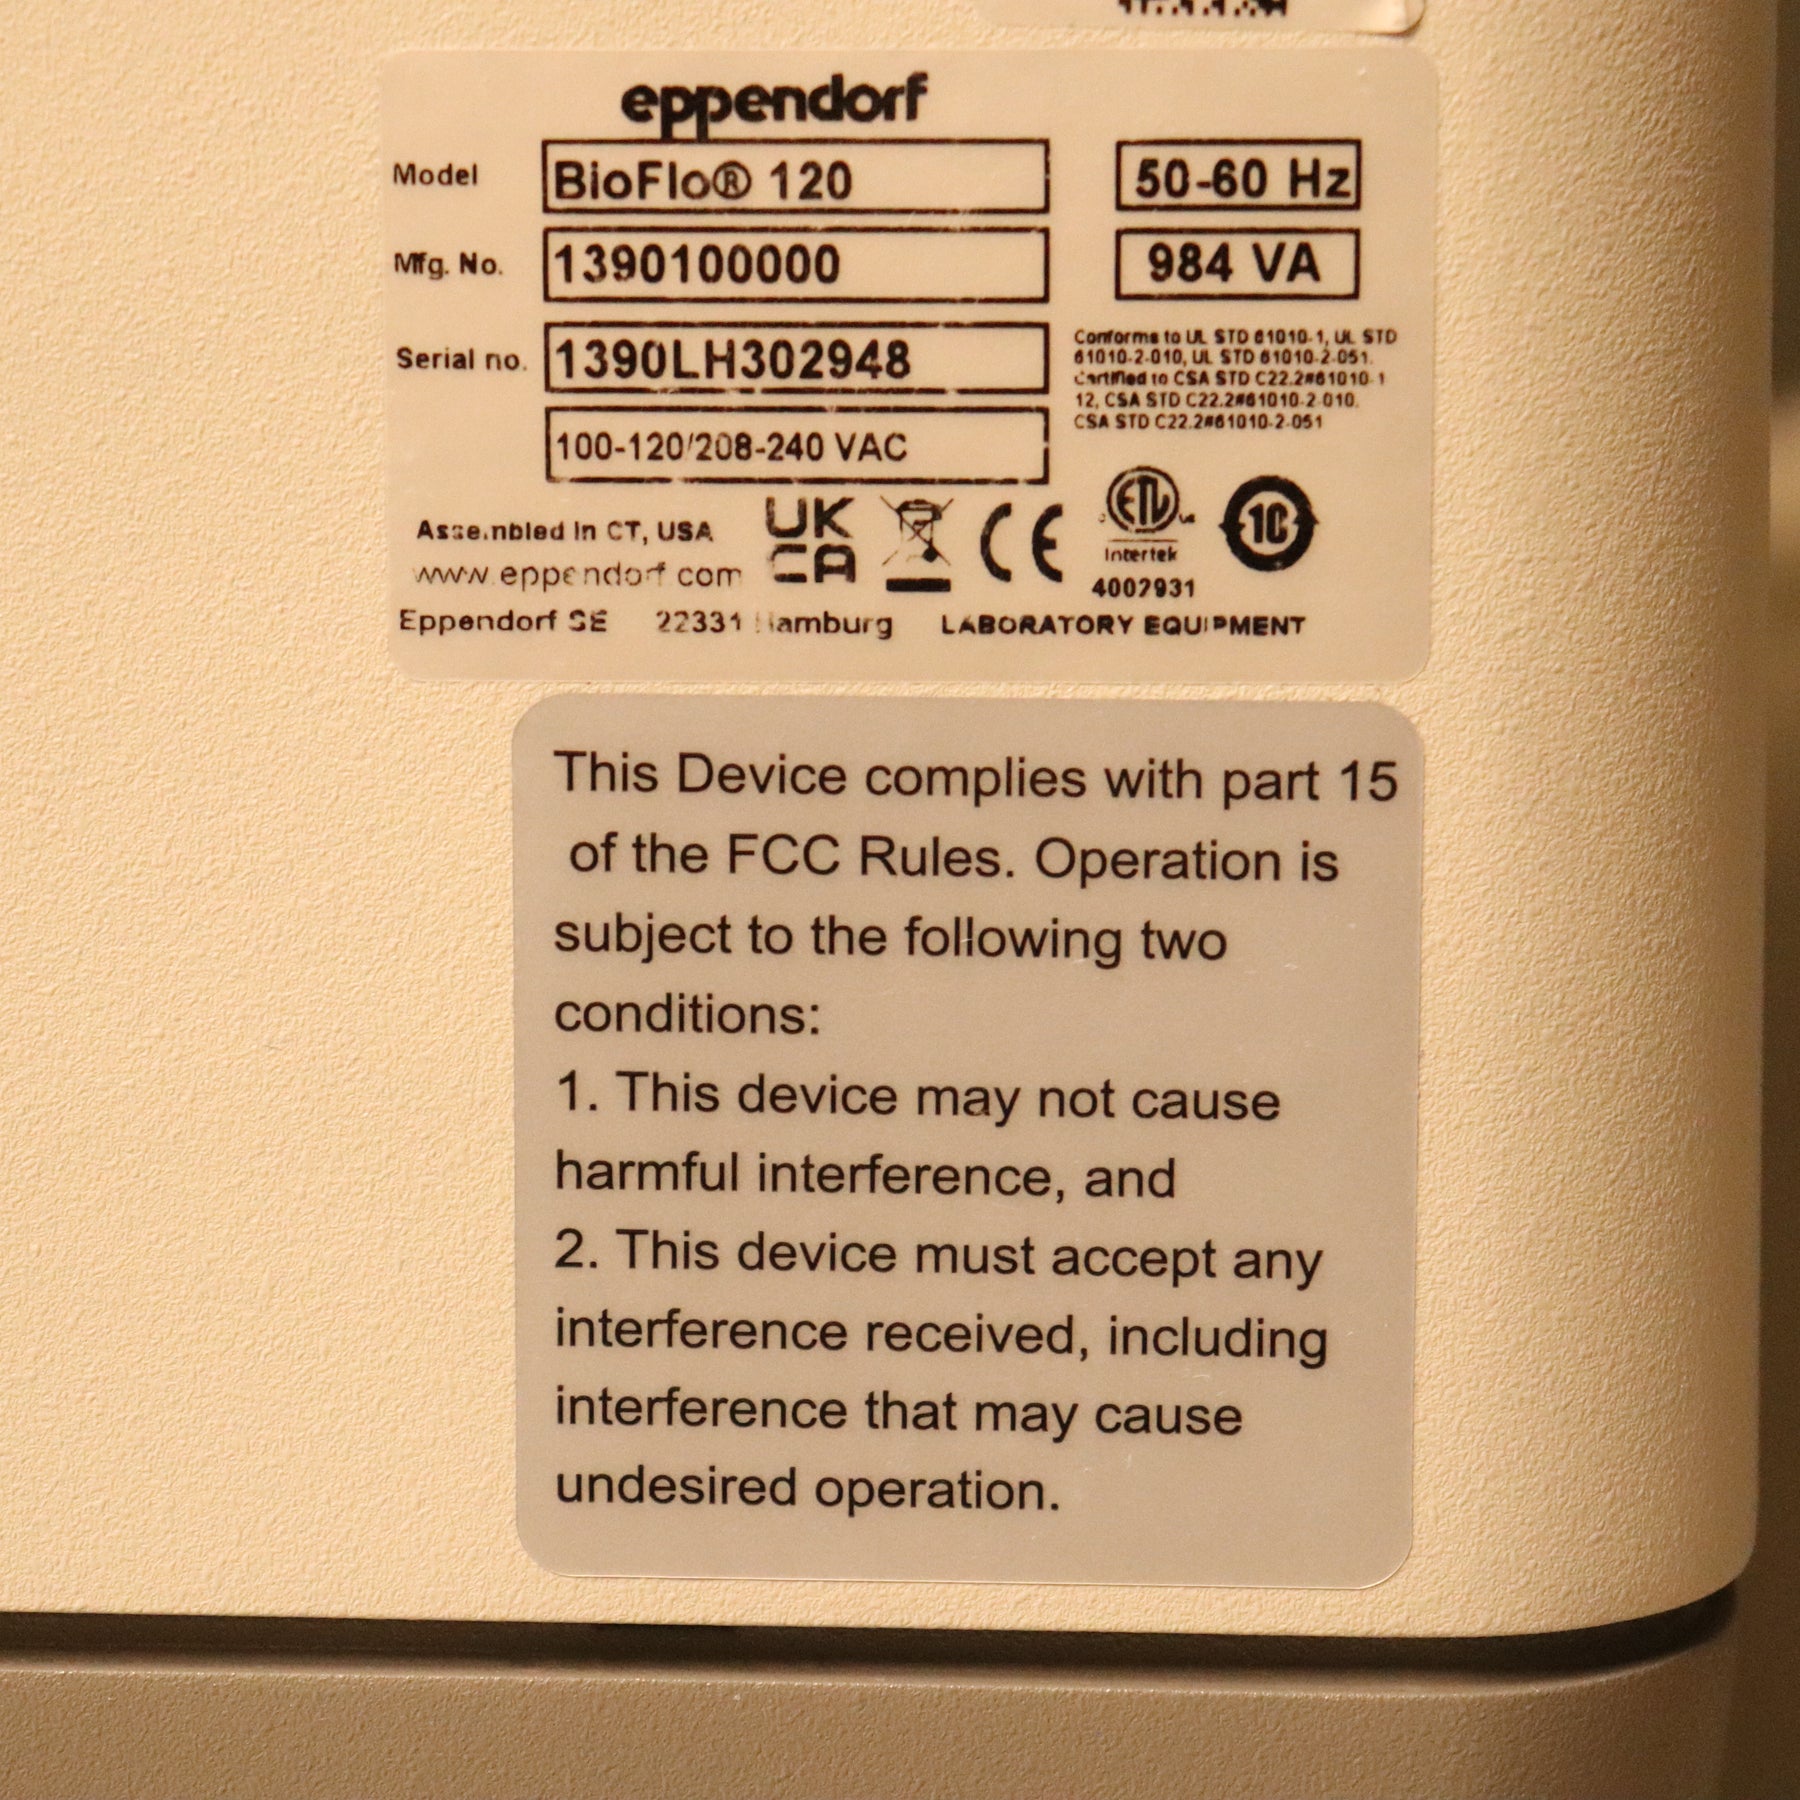 eppendorf
Model BioFlo® 120 50-60 Hz
Mfg. No. 1390100000 984 VA
Serial no. 1390LH302948
100-120/208-240 VAC
Conforms to UL STD 61010-1, UL STD
61010-2-010, UL STD 61010-2-051.
Certified to CSA STD C22.2#61010-1
12, CSA STD C22.2#61010-2-010.
CSA STD C22.2#61010-2-051
Assembled In CT, USA
UK
CA
CE
ETL
us
Intertek
4007931
10
www.eppendorf.com
Eppendorf SE 22331 Hamburg LABORATORY EQUIPMENT
This Device complies with part 15
of the FCC Rules. Operation is
subject to the following two
conditions:
1. This device may not cause
harmful interference, and
2. This device must accept any
interference received, including
interference that may cause
undesired operation.